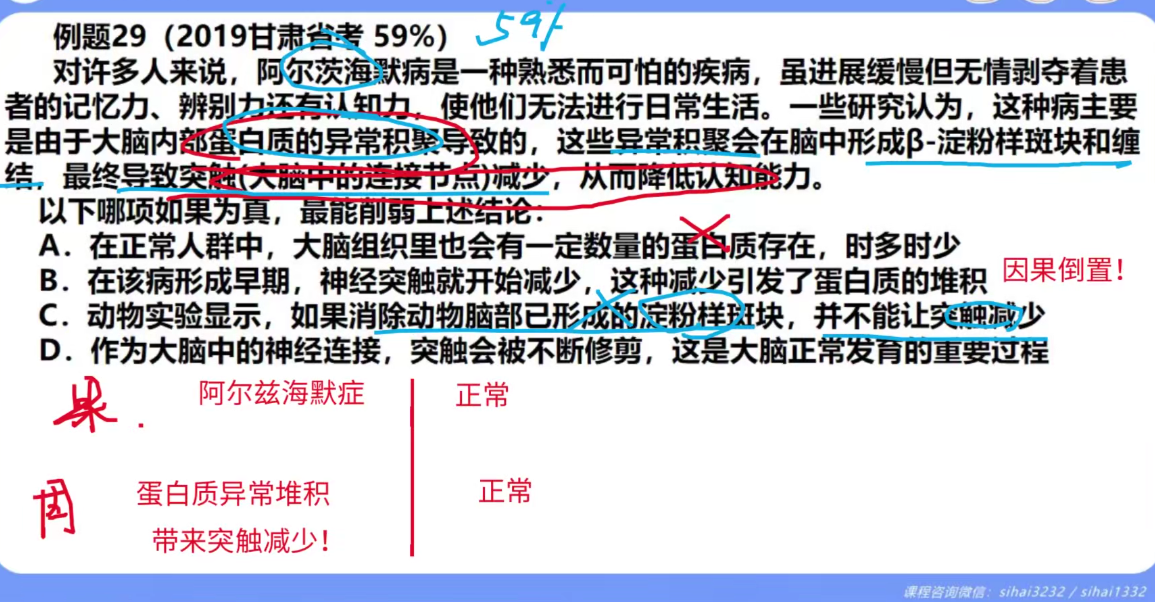 例题29（2019甘肃省考 59%） 59%
对许多人来说，阿尔茨海默病是一种熟悉而可怕的疾病，虽进展缓慢但无情剥夺着患
者的记忆力、辨别力还有认知力，使他们无法进行日常生活。一些研究认为，这种病主要
是由于大脑内部蛋白质的异常积聚导致的，这些异常积聚会在脑中形成β-淀粉样斑块和缠
结，最终导致突触(大脑中的连接节点)减少，从而降低认知能力。
以下哪项如果为真，最能削弱上述结论：
A．在正常人群中，大脑组织里也会有一定数量的蛋白质存在，时多时少
B．在该病形成早期，神经突触就开始减少，这种减少引发了蛋白质的堆积
因果倒置！
C．动物实验显示，如果消除动物脑部已形成的淀粉样斑块，并不能让突触减少
D．作为大脑中的神经连接，突触会被不断修剪，这是大脑正常发育的重要过程
果． 阿尔兹海默症 正常
因 蛋白质异常堆积 正常
带来突触减少！
课程咨询微信：sihai3232 / sihai1332